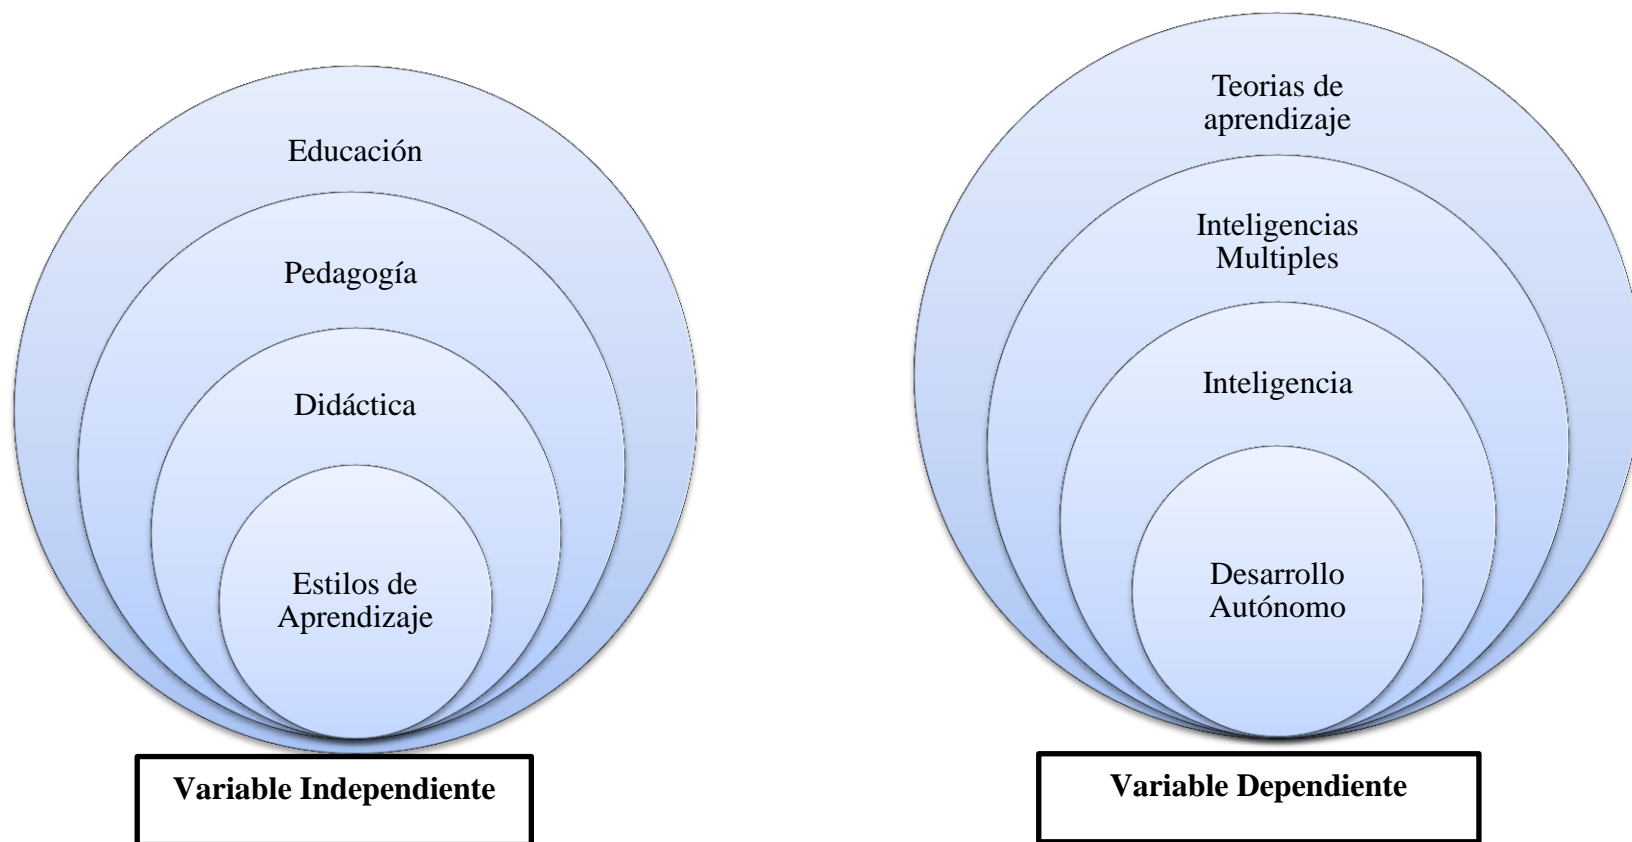 Educación
Pedagogía
Didáctica
Estilos de
Aprendizaje
Variable Independiente
Teorias de
aprendizaje
Inteligencias
Multiples
Inteligencia
Desarrollo
Autónomo
Variable Dependiente